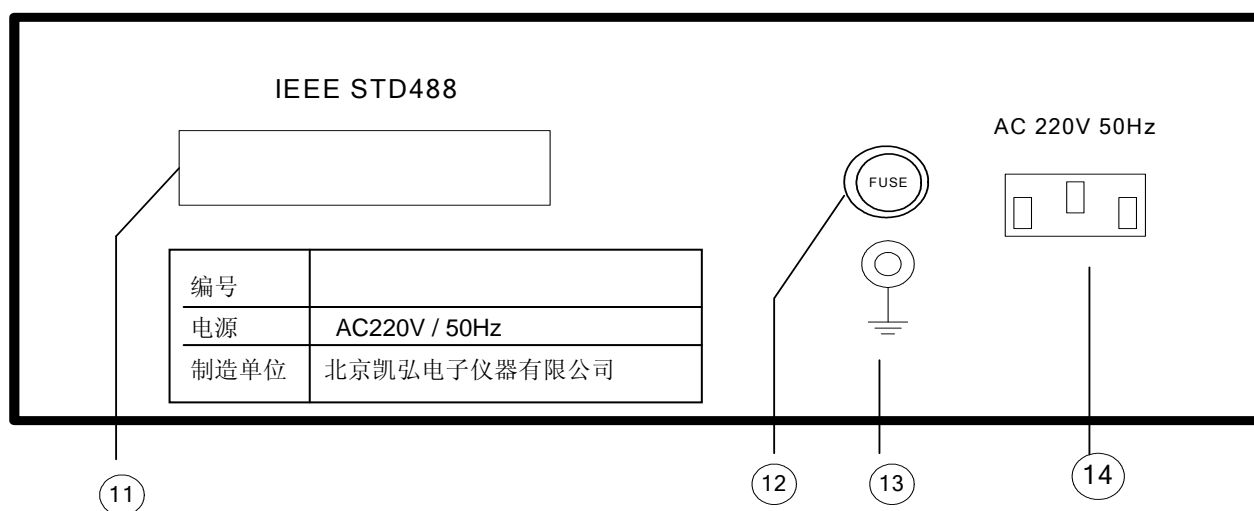 IEEE STD488
AC 220V 50Hz
FUSE
编号
电源 AC220V / 50Hz
制造单位 北京凯弘电子仪器有限公司
11
12
13
14